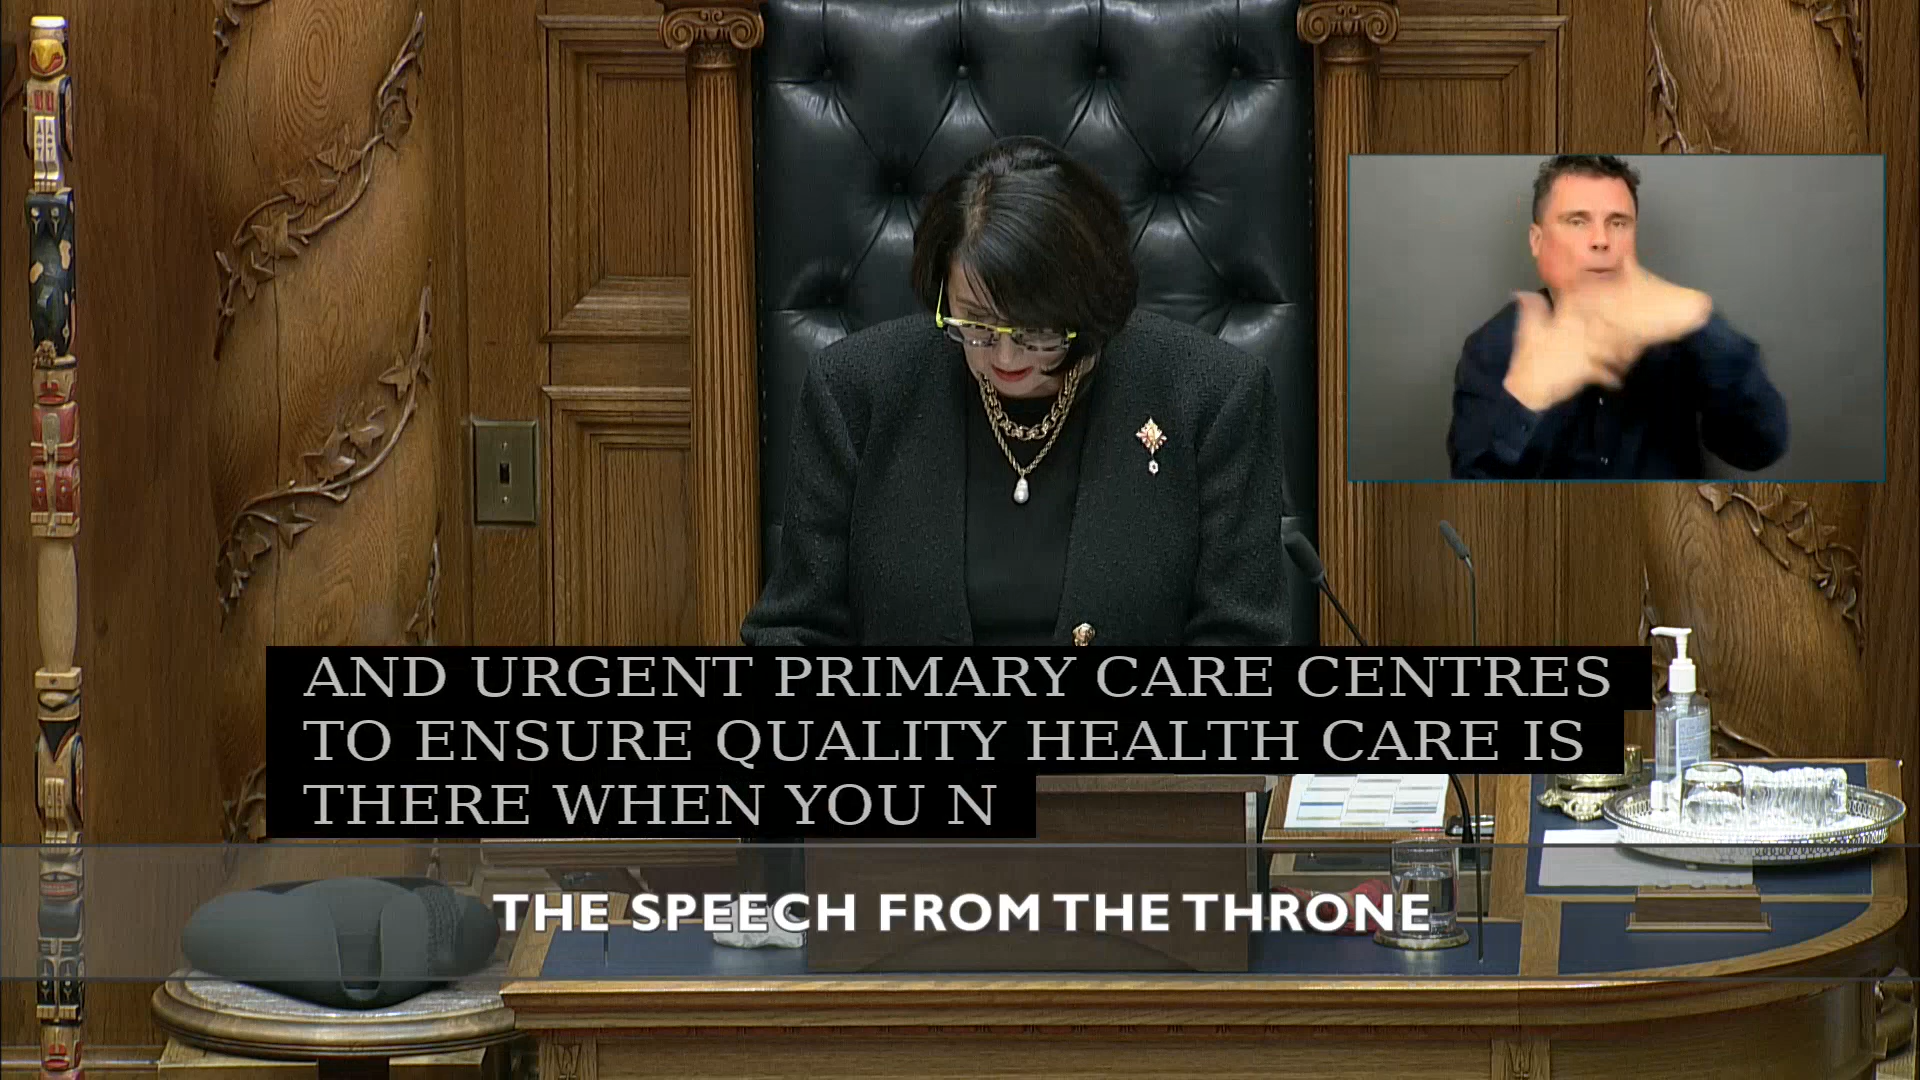 AND URGENT PRIMARY CARE CENTRES
TO ENSURE QUALITY HEALTH CARE IS
THERE WHEN YOU N
THE SPEECH FROM THE THRONE